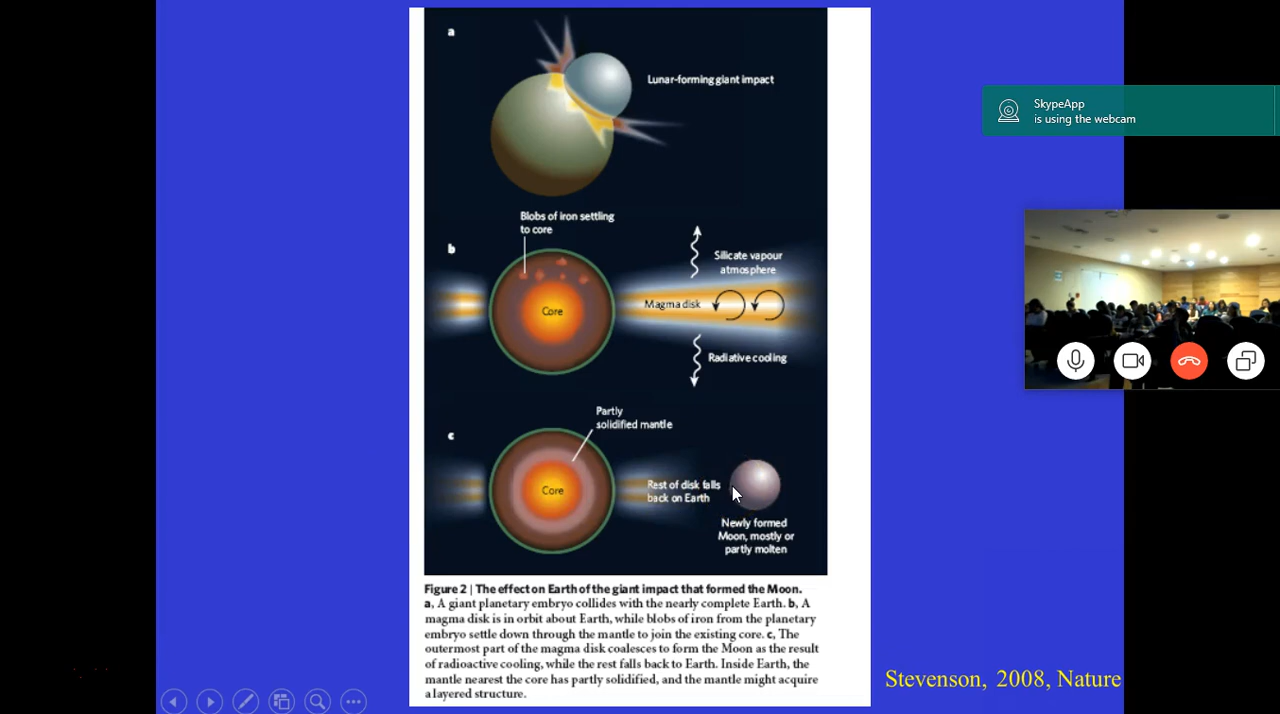 a
Lunar-forming giant impact
Blobs of iron settling
to core
b
Silicate vapour
atmosphere
Core
Magma disk
Radiative cooling
Partly
solidified mantle
c
Core
Rest of disk falls
back on Earth
Newly formed
Moon, mostly or
partly molten
Figure 2 | The effect on Earth of the giant impact that formed the Moon.
a, A giant planetary embryo collides with the nearly complete Earth. b, A
magma disk is in orbit about Earth, while blobs of iron from the planetary
embryo settle down through the mantle to join the existing core. c, The
outermost part of the magma disk coalesces to form the Moon as the result
of radioactive cooling, while the rest falls back to Earth. Inside Earth, the
mantle nearest the core has partly solidified, and the mantle might acquire
a layered structure.
Stevenson, 2008, Nature
SkypeApp
is using the webcam